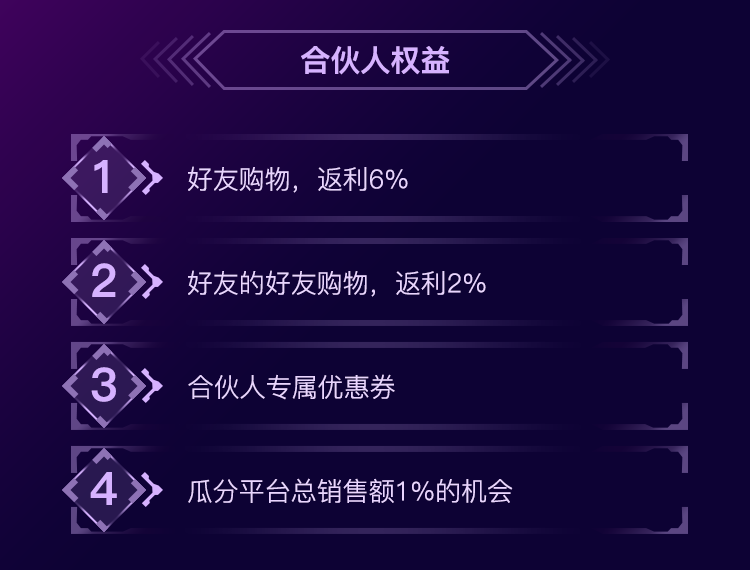 合伙人权益
1 好友购物，返利6%
2 好友的好友购物，返利2%
3 合伙人专属优惠券
4 瓜分平台总销售额1%的机会